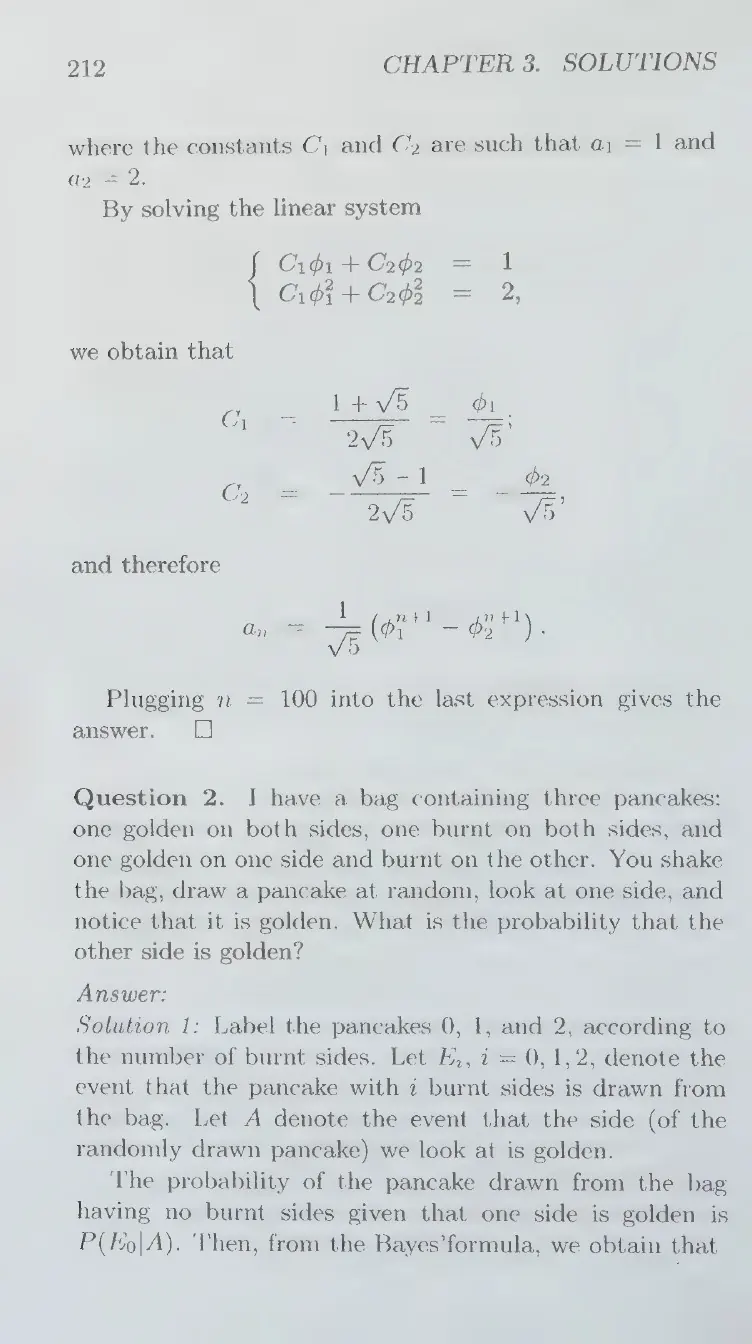 212 CHAPTER 3. SOLUTIONS
where the constants C₁ and C₂ are such that a₁ = 1 and
a₂ = 2.
By solving the linear system
{ C₁ϕ₁ + C₂ϕ₂ = 1
C₁ϕ₁² + C₂ϕ₂² = 2,
we obtain that
C₁ = (1 + √5)/(2√5) = ϕ₁/√5;
C₂ = −(√5 − 1)/(2√5) = − ϕ₂/√5,
and therefore
aₙ = 1/√5 (ϕ₁ⁿ⁺¹ − ϕ₂ⁿ⁺¹).
Plugging n = 100 into the last expression gives the
answer. □
Question 2. I have a bag containing three pancakes:
one golden on both sides, one burnt on both sides, and
one golden on one side and burnt on the other. You shake
the bag, draw a pancake at random, look at one side, and
notice that it is golden. What is the probability that the
other side is golden?
Answer:
Solution 1: Label the pancakes 0, 1, and 2, according to
the number of burnt sides. Let Eᵢ, i = 0, 1, 2, denote the
event that the pancake with i burnt sides is drawn from
the bag. Let A denote the event that the side (of the
randomly drawn pancake) we look at is golden.
The probability of the pancake drawn from the bag
having no burnt sides given that one side is golden is
P(E₀|A). Then, from the Bayes'formula, we obtain that